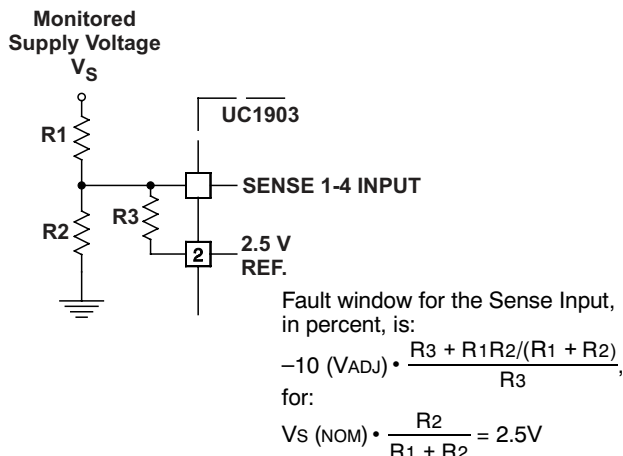 Monitored
Supply Voltage
VS
UC1903
R1
SENSE 1-4 INPUT
R3
R2
2
2.5 V
REF.
Fault window for the Sense Input,
in percent, is:
–10 (VADJ) • R3 + R1R2/(R1 + R2)
R3 ,
for:
VS (NOM) • R2
R1 + R2 = 2.5V